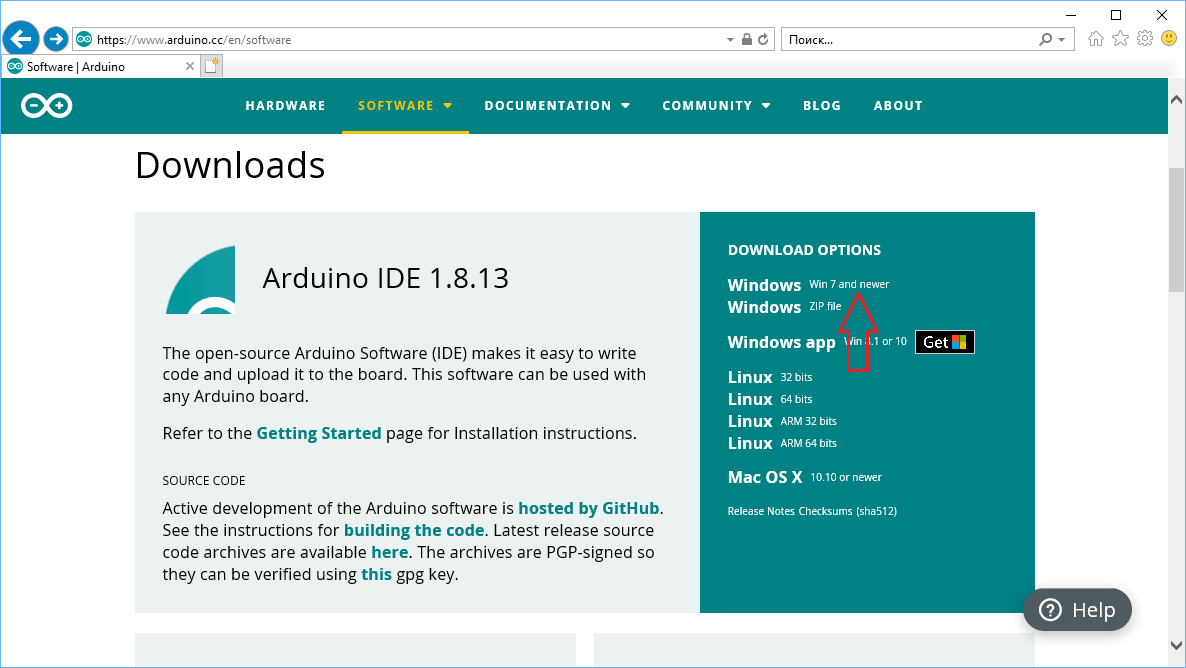 https://www.arduino.cc/en/software
Поиск...
Software | Arduino
HARDWARE SOFTWARE DOCUMENTATION COMMUNITY BLOG ABOUT
Downloads
Arduino IDE 1.8.13
The open-source Arduino Software (IDE) makes it easy to write
code and upload it to the board. This software can be used with
any Arduino board.
Refer to the Getting Started page for Installation instructions.
SOURCE CODE
Active development of the Arduino software is hosted by GitHub.
See the instructions for building the code. Latest release source
code archives are available here. The archives are PGP-signed so
they can be verified using this gpg key.
DOWNLOAD OPTIONS
Windows Win 7 and newer
Windows ZIP file
Windows app Win 8.1 or 10 Get
Linux 32 bits
Linux 64 bits
Linux ARM 32 bits
Linux ARM 64 bits
Mac OS X 10.10 or newer
Release Notes Checksums (sha512)
Help